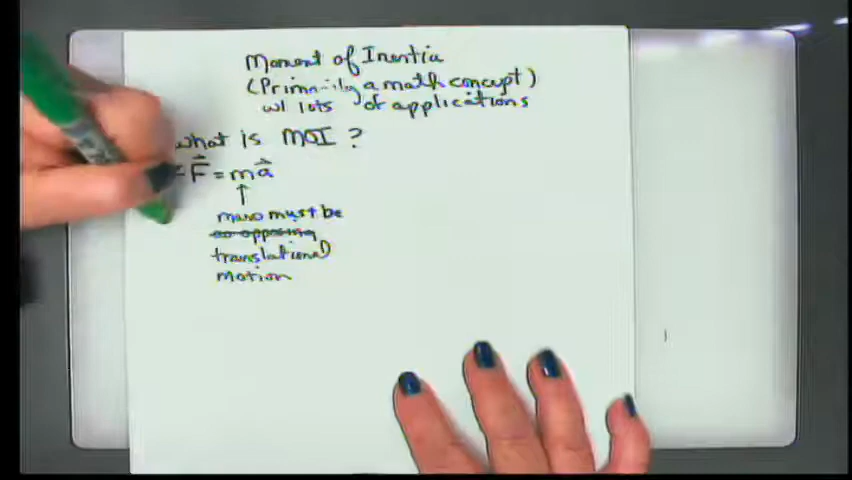 Moment of Inertia
(Primarily a math concept)
w/ lots of applications
What is MOI ?
F = ma
mass must be
opposing
translational
motion